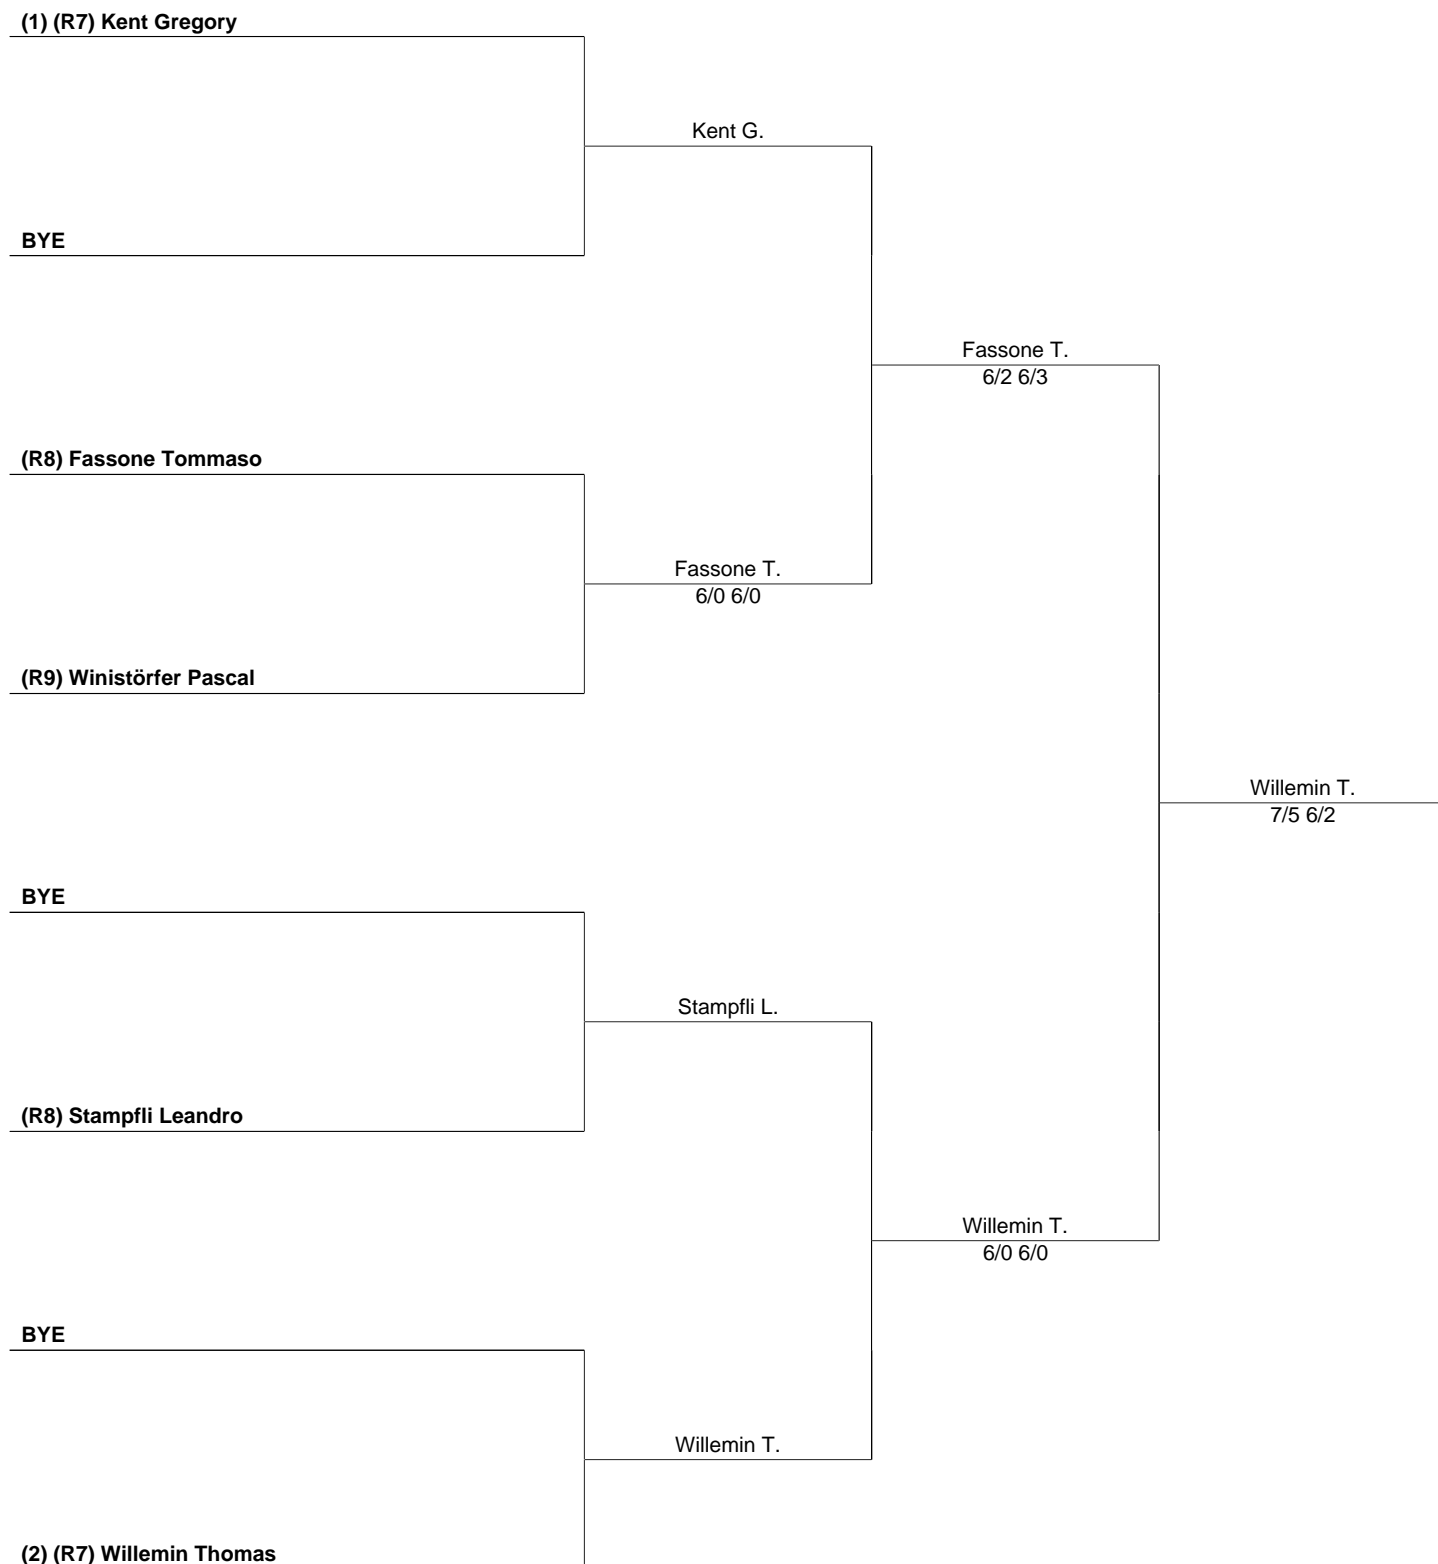 (1) (R7) Kent Gregory
Kent G.
BYE
Fassone T.
6/2 6/3
(R8) Fassone Tommaso
Fassone T.
6/0 6/0
(R9) Winistörfer Pascal
Willemin T.
7/5 6/2
BYE
Stampfli L.
(R8) Stampfli Leandro
Willemin T.
6/0 6/0
BYE
Willemin T.
(2) (R7) Willemin Thomas